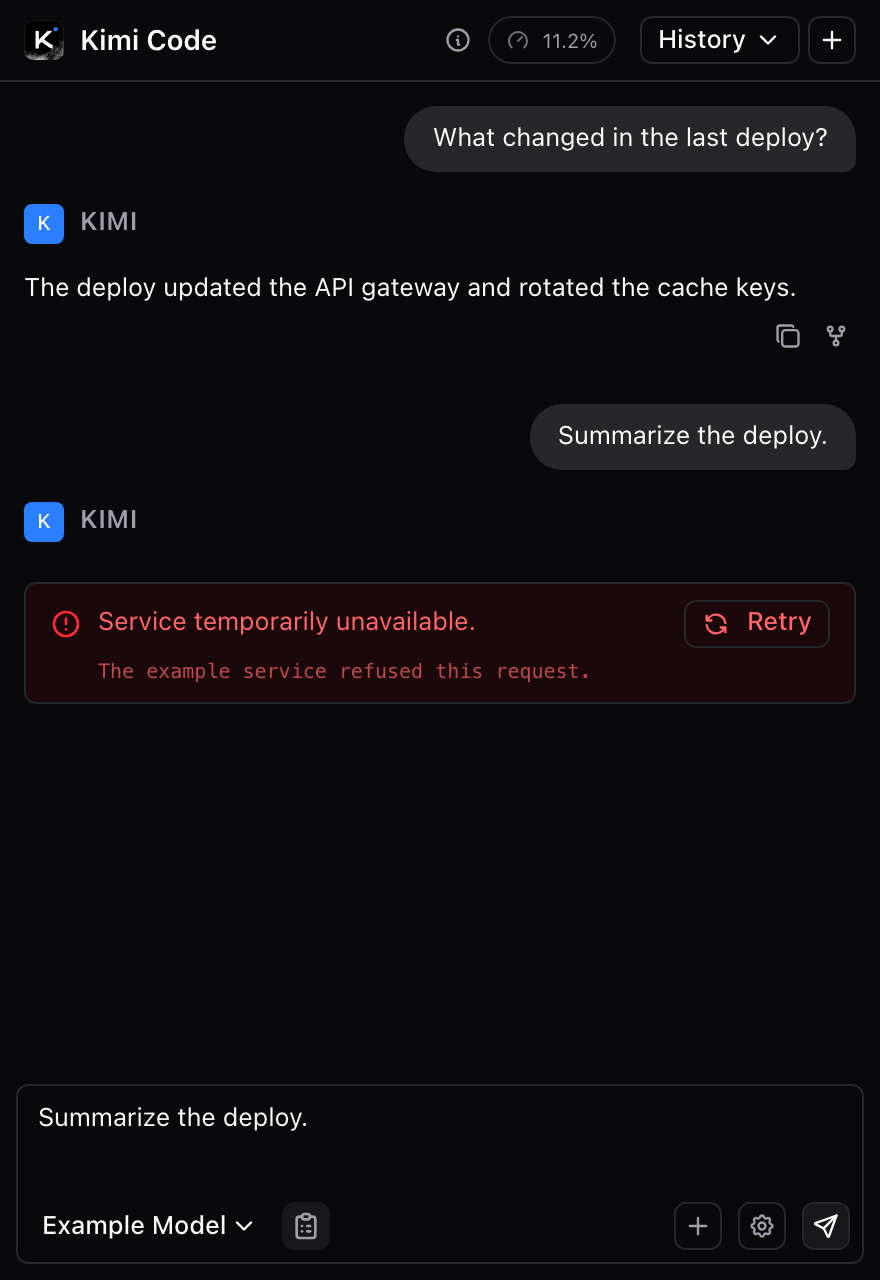 Kimi Code
11.2%
History
What changed in the last deploy?
K
KIMI
The deploy updated the API gateway and rotated the cache keys.
Summarize the deploy.
K
KIMI
Service temporarily unavailable.
Retry
The example service refused this request.
Summarize the deploy.
Example Model